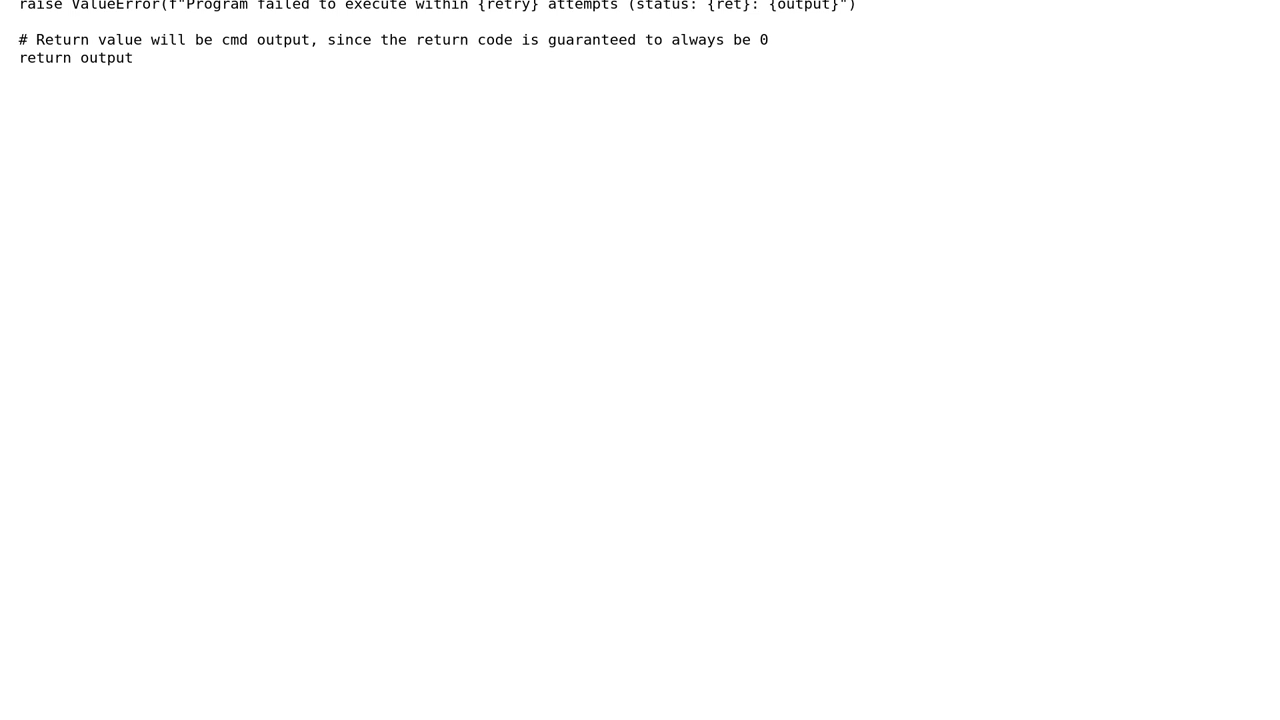 raise ValueError(f"Program failed to execute within {retry} attempts (status: {ret}: {output}")
# Return value will be cmd output, since the return code is guaranteed to always be 0
return output